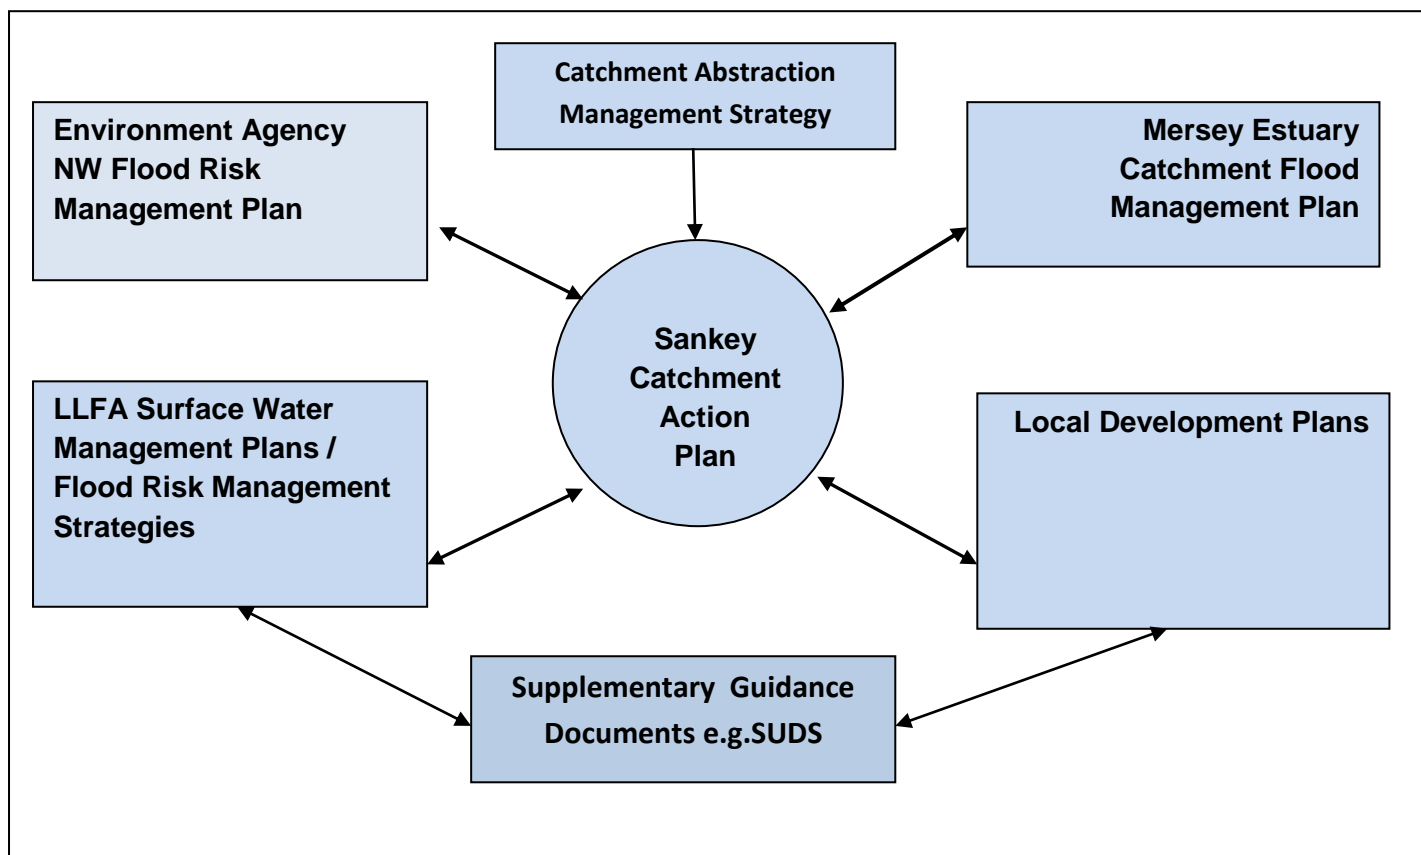 Catchment Abstraction
Management Strategy
Environment Agency
NW Flood Risk
Management Plan
Mersey Estuary
Catchment Flood
Management Plan
Sankey
Catchment
Action
Plan
LLFA Surface Water
Management Plans /
Flood Risk Management
Strategies
Local Development Plans
Supplementary  Guidance
Documents e.g.SUDS